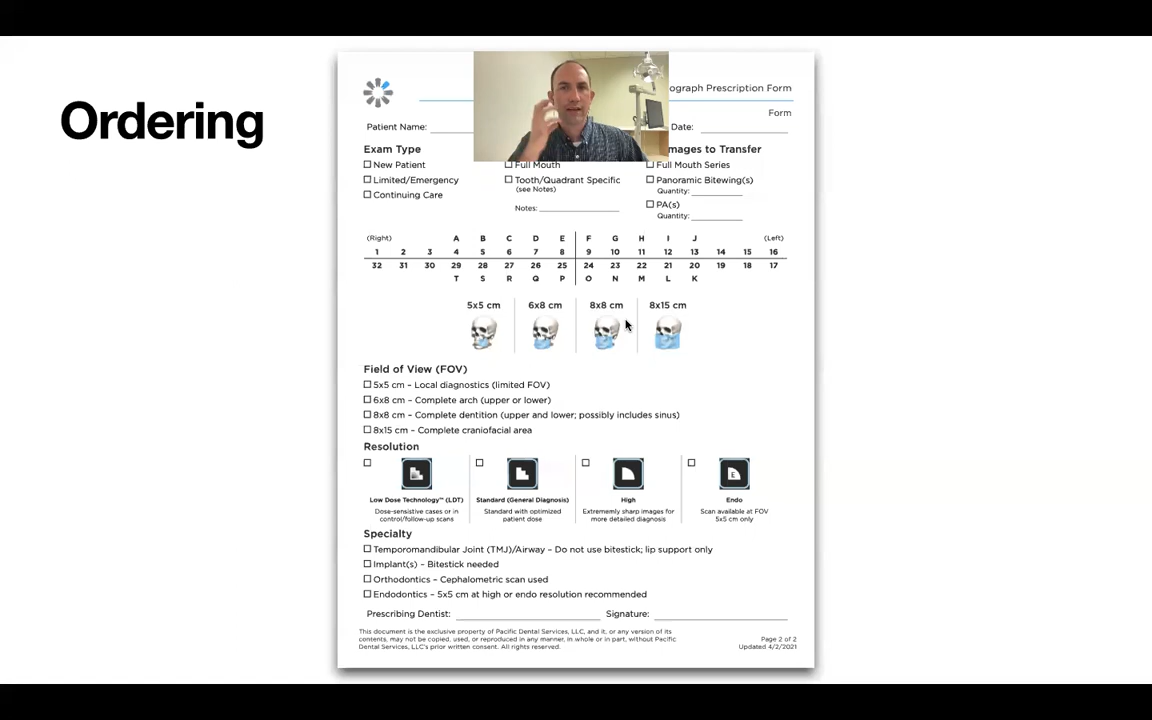 Ordering
ograph Prescription Form
Form
Patient Name:
Date:
Exam Type
mages to Transfer
New Patient
Full Mouth
Full Mouth Series
Limited/Emergency
Tooth/Quadrant Specific
Panoramic Bitewing(s)
(see Notes)
Quantity:
Continuing Care
PA(s)
Notes:
Quantity:
(Right) A B C D E F G H I J (Left)
1 2 3 4 5 6 7 8 9 10 11 12 13 14 15 16
32 31 30 29 28 27 26 25 24 23 22 21 20 19 18 17
T S R Q P O N M L K
5x5 cm 6x8 cm 8x8 cm 8x15 cm
Field of View (FOV)
5x5 cm – Local diagnostics (limited FOV)
6x8 cm – Complete arch (upper or lower)
8x8 cm – Complete dentition (upper and lower; possibly includes sinus)
8x15 cm – Complete craniofacial area
Resolution
E
Low Dose Technology™ (LDT) Standard (General Diagnosis) High Endo
Dose-sensitive cases or in Standard with optimized Extrememly sharp images for Scan available at FOV
control/follow-up scans patient dose more detailed diagnosis 5x5 cm only
Specialty
Temporomandibular Joint (TMJ)/Airway – Do not use bitestick; lip support only
Implant(s) – Bitestick needed
Orthodontics – Cephalometric scan used
Endodontics – 5x5 cm at high or endo resolution recommended
Prescribing Dentist: Signature:
This document is the exclusive property of Pacific Dental Services, LLC, and it, or any version of its
contents, may not be copied, used, or reproduced in any manner, in whole or in part, without Pacific
Dental Services, LLC's prior written consent. All rights reserved.
Page 2 of 2
Updated 4/2/2021